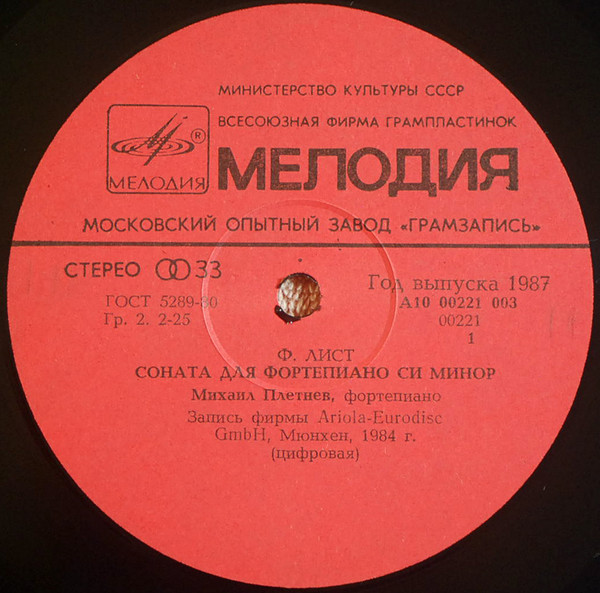 МИНИСТЕРСТВО КУЛЬТУРЫ СССР
ВСЕСОЮЗНАЯ ФИРМА ГРАМПЛАСТИНОК
®
МЕЛОДИЯ
МЕЛОДИЯ
МОСКОВСКИЙ ОПЫТНЫЙ ЗАВОД «ГРАМЗАПИСЬ»
СТЕРЕО 33
Год выпуска 1987
ГОСТ 5289-80
А10 00221 003
Гр. 2. 2-25
00221
1
Ф. ЛИСТ
СОНАТА ДЛЯ ФОРТЕПИАНО СИ МИНОР
Михаил Плетнев, фортепиано
Запись фирмы Ariola-Eurodisc
GmbH, Мюнхен, 1984 г.
(цифровая)